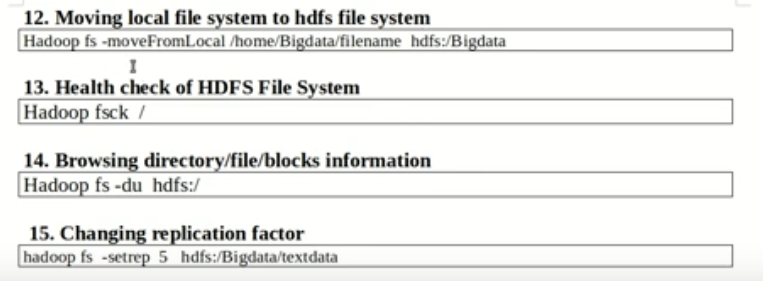 12. Moving local file system to hdfs file system
Hadoop fs -moveFromLocal /home/Bigdata/filename hdfs:/Bigdata
13. Health check of HDFS File System
Hadoop fsck /
14. Browsing directory/file/blocks information
Hadoop fs -du hdfs:/
15. Changing replication factor
hadoop fs -setrep 5 hdfs:/Bigdata/textdata